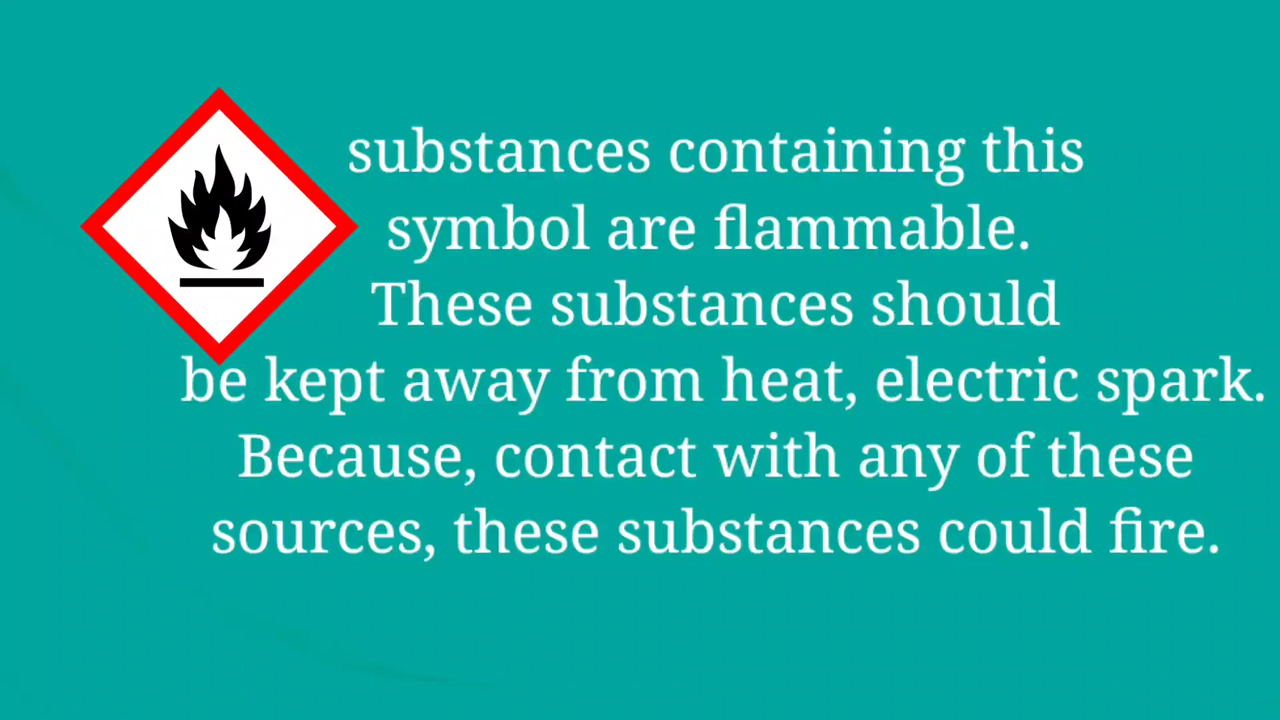 substances containing this
symbol are flammable.
These substances should
be kept away from heat, electric spark.
Because, contact with any of these
sources, these substances could fire.